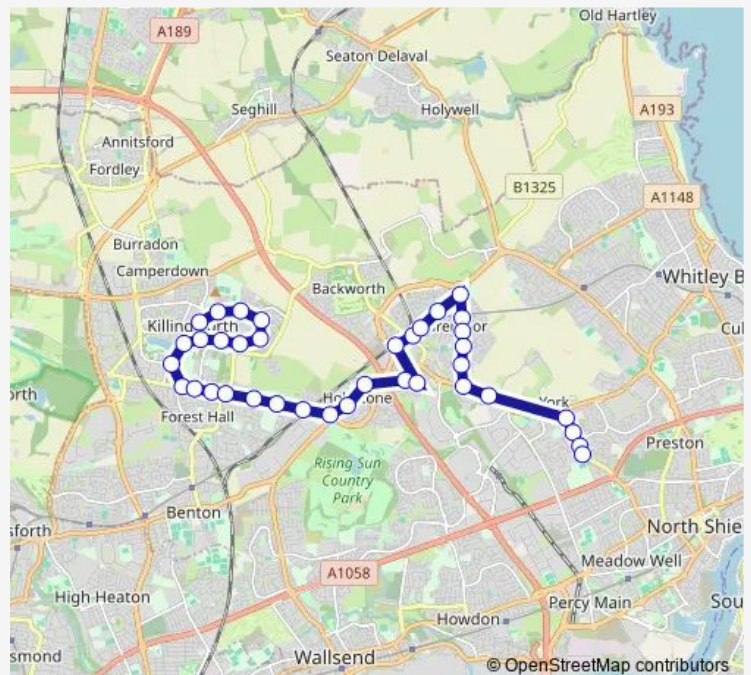 Old Hartley
A189
Seaton Delaval
Seghill
Holywell
A193
Annitsford
Fordley
B1325
A1148
Burradon
Camperdown
Backworth
Whitley B
Killin
rth
Cul
Forest Hall
York
Preston
Rising Sun
Country
Park
Benton
sforth
North Shie
A1058
Meadow Well
High Heaton
Percy Main
Sou
Howdon
smond
Wallsend
© OpenStreetMap contributors